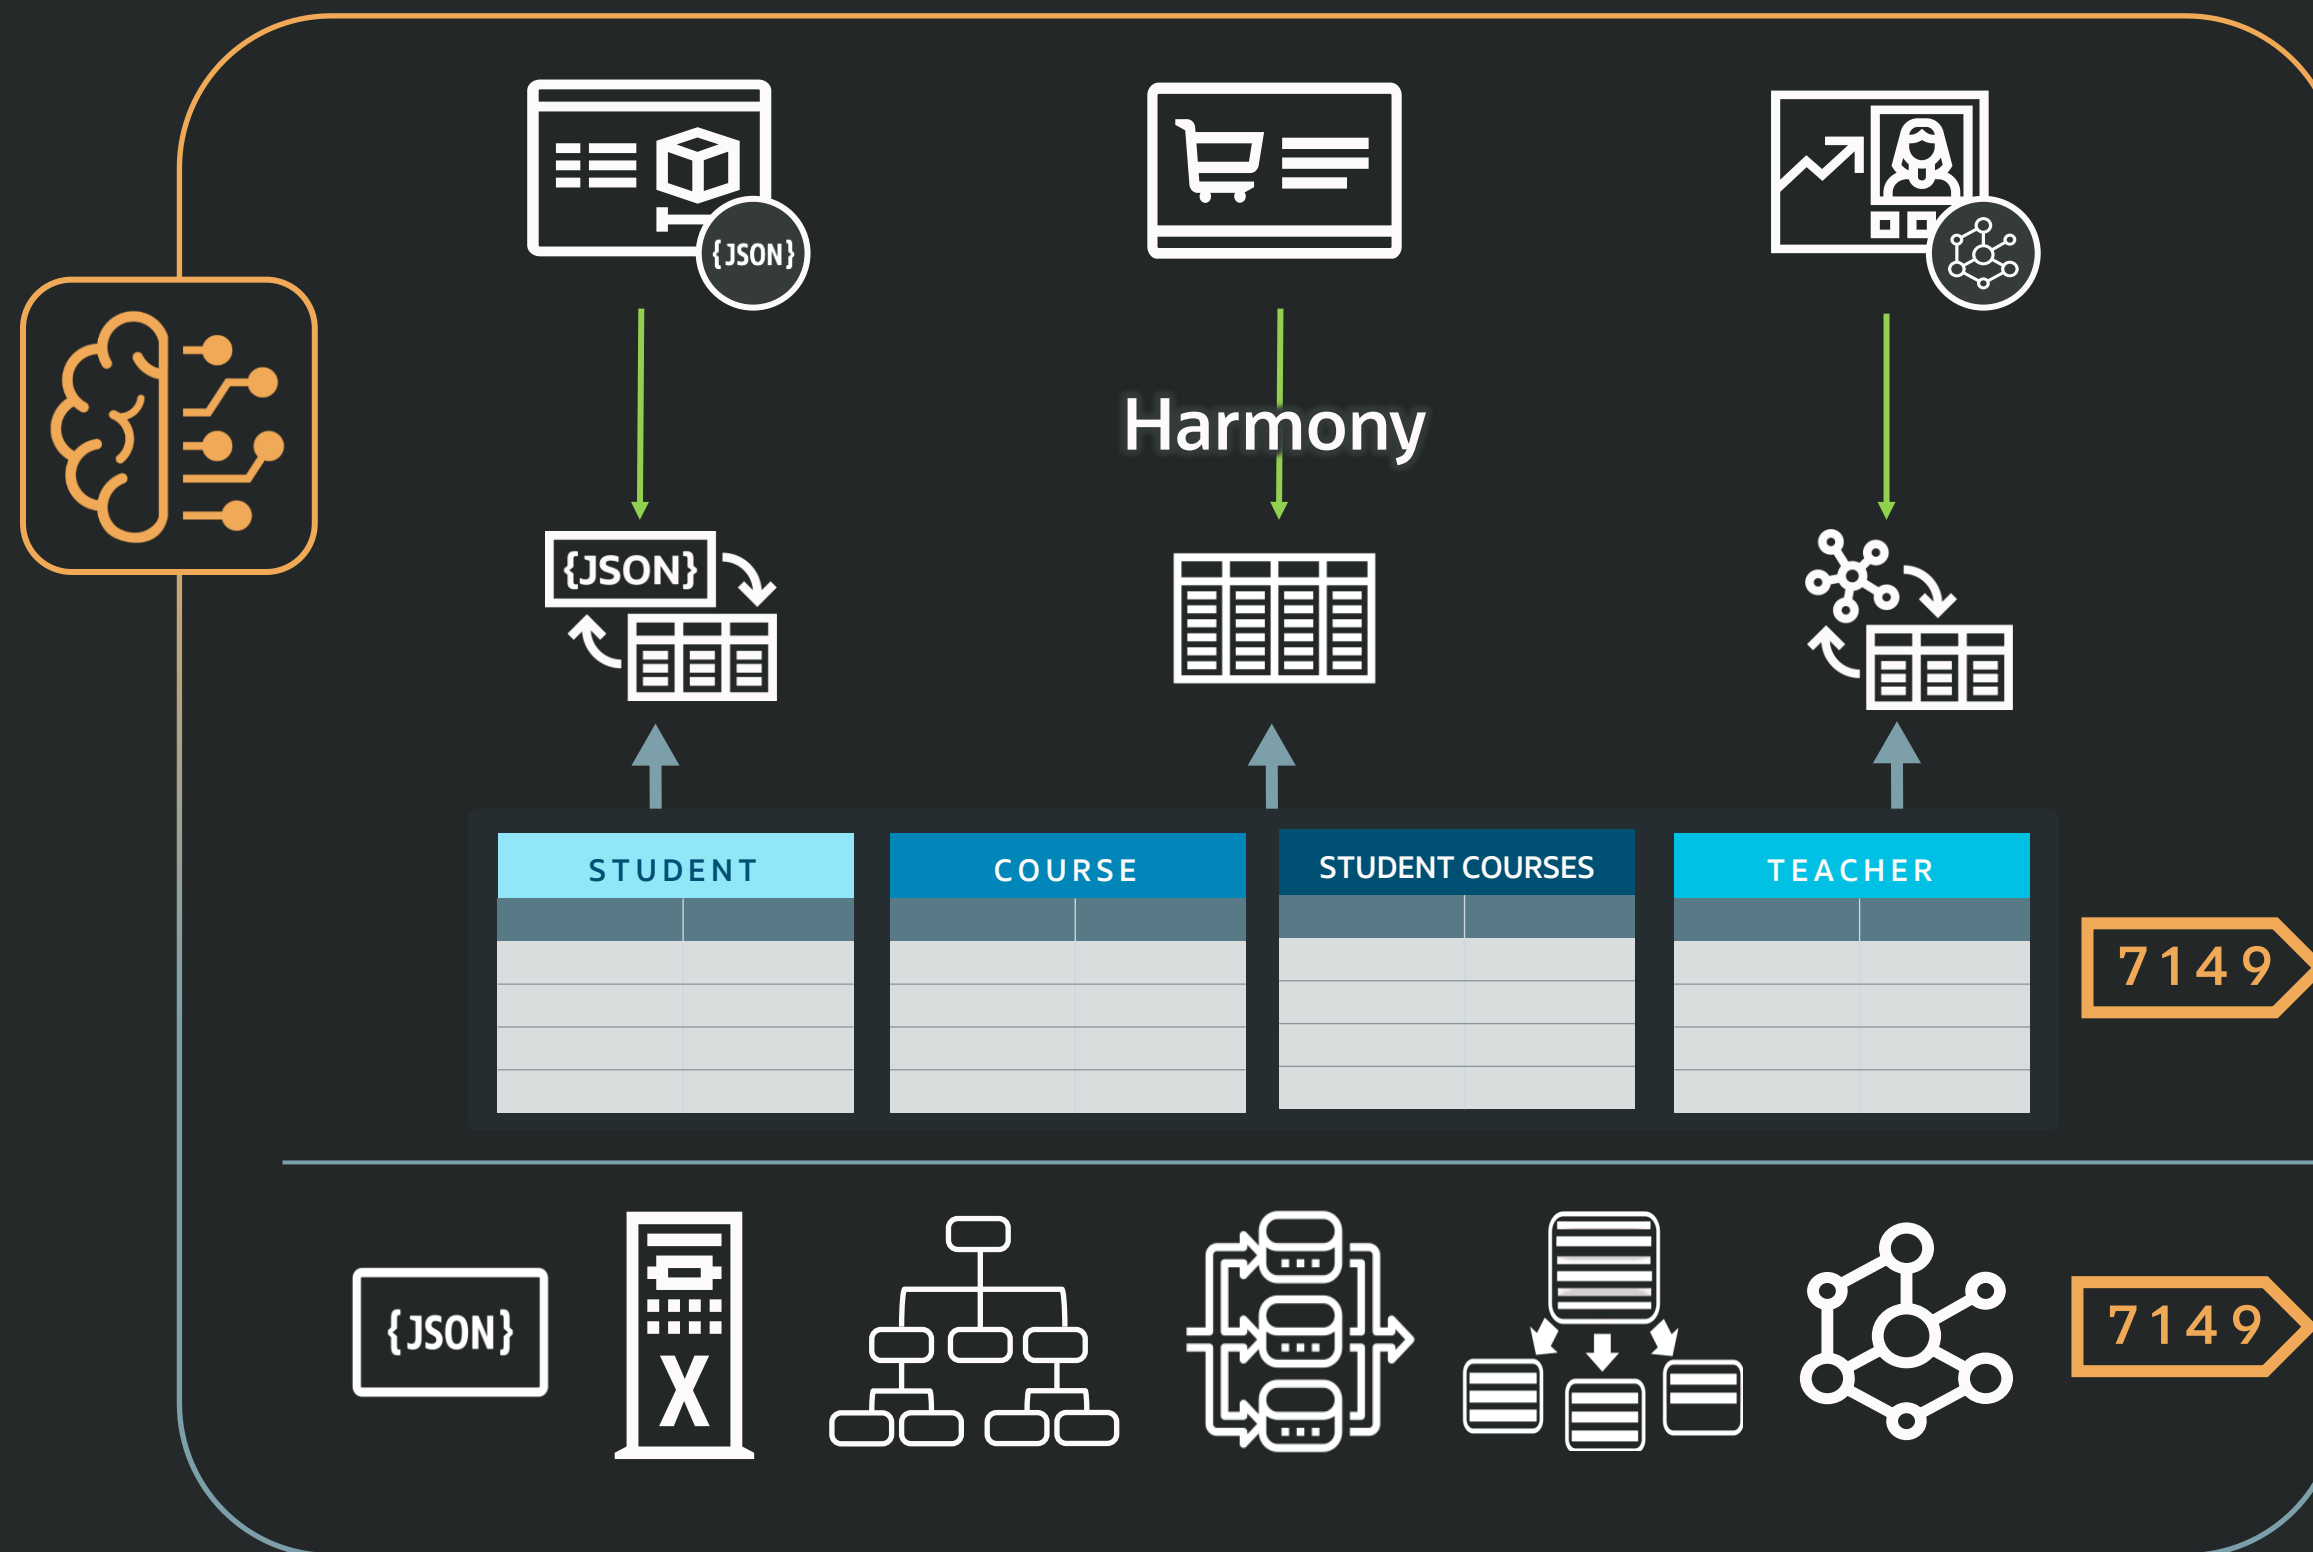 {JSON}
Harmony
{JSON}
STUDENT
COURSE
STUDENT COURSES
TEACHER
7149
{JSON}
X
7149